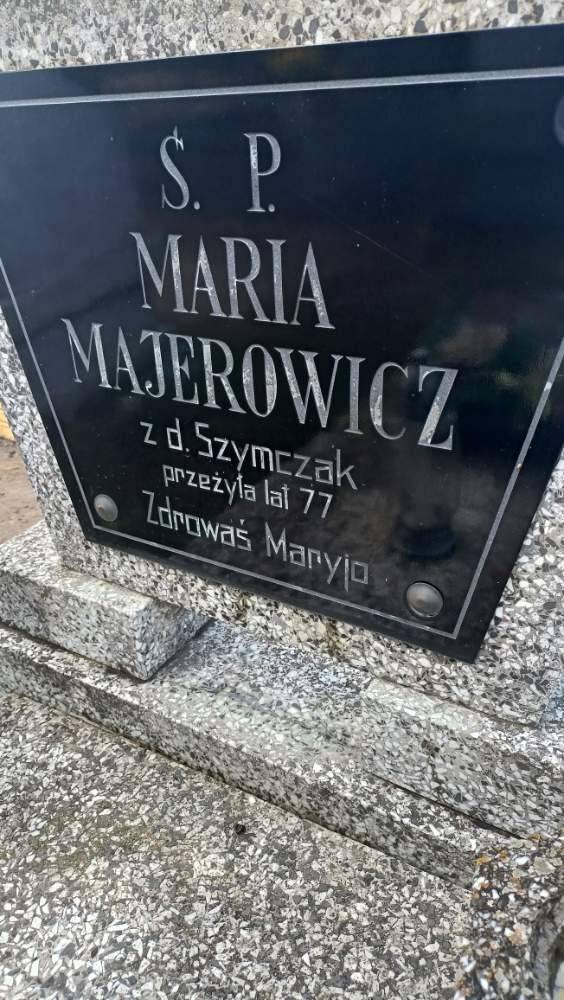 Ś. P.
MARIA
MAJEROWICZ
z d. Szymczak
przeżyła lat 77
Zdrowaś Maryjo